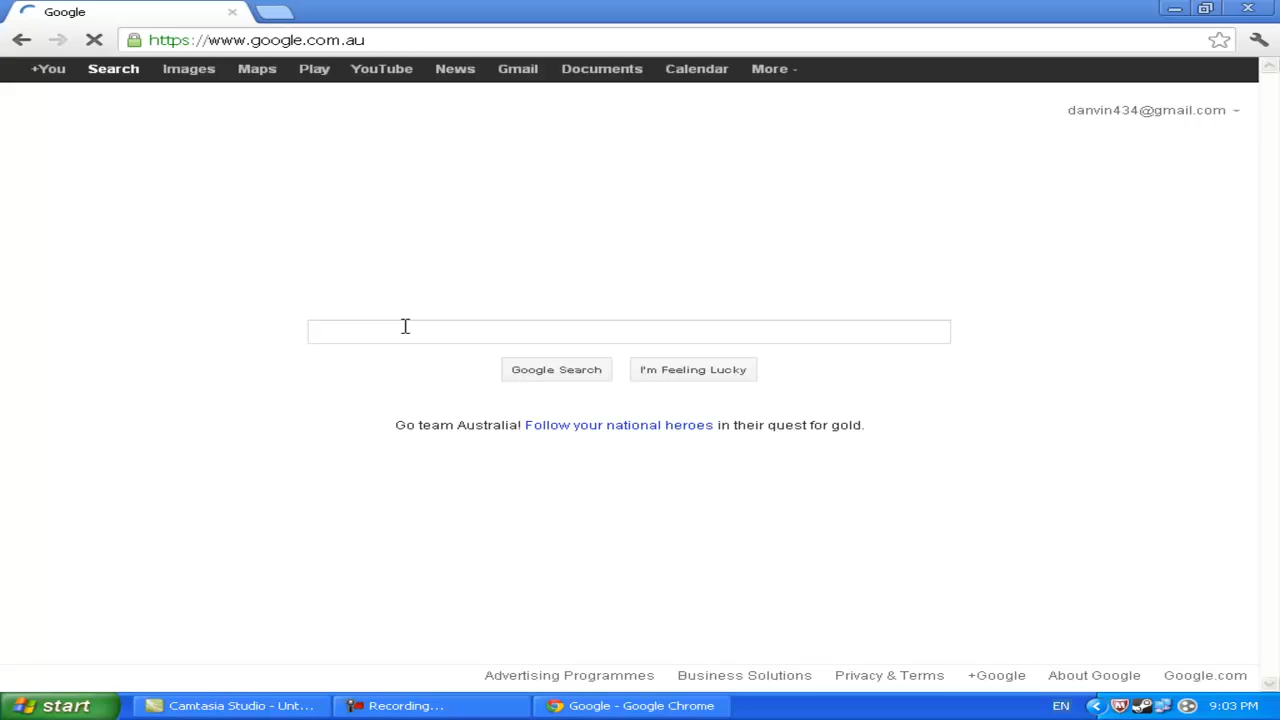 Google
https://www.google.com.au
+You Search Images Maps Play YouTube News Gmail Documents Calendar More
danvin434@gmail.com
Google Search I'm Feeling Lucky
Go team Australia! Follow your national heroes in their quest for gold.
Advertising Programmes Business Solutions Privacy & Terms +Google About Google Google.com
start Camtasia Studio - Unt... Recording... Google - Google Chrome EN 9:03 PM